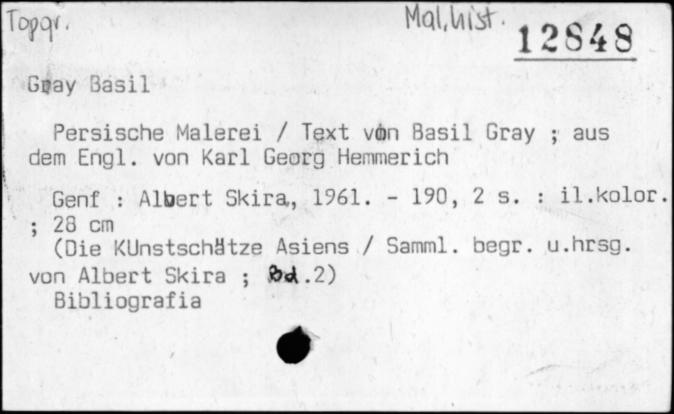 Topgr.
Mal, hist.
12848
Gray Basil
Persische Malerei / Text von Basil Gray ; aus
dem Engl. von Karl Georg Hemmerich
Genf : Albert Skira, 1961. - 190, 2 s. : il.kolor.
; 28 cm
(Die KUnstschätze Asiens / Samml. begr. u.hrsg.
von Albert Skira ; Bd.2)
Bibliografia